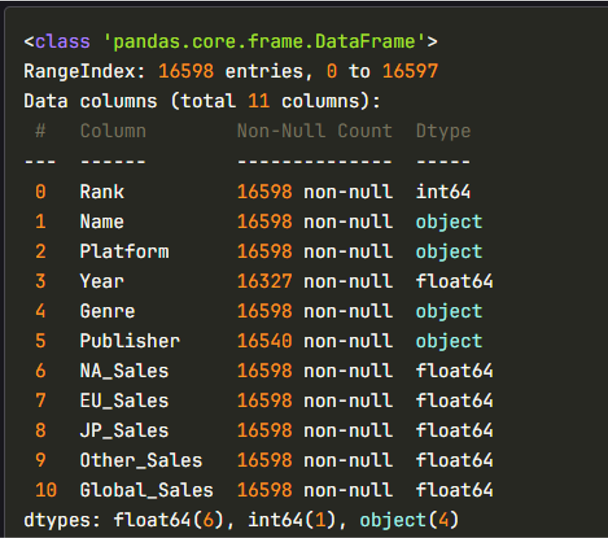 <class 'pandas.core.frame.DataFrame'>
RangeIndex: 16598 entries, 0 to 16597
Data columns (total 11 columns):
 #   Column        Non-Null Count  Dtype
---  ------        --------------  -----
 0   Rank          16598 non-null  int64
 1   Name          16598 non-null  object
 2   Platform      16598 non-null  object
 3   Year          16327 non-null  float64
 4   Genre         16598 non-null  object
 5   Publisher     16540 non-null  object
 6   NA_Sales      16598 non-null  float64
 7   EU_Sales      16598 non-null  float64
 8   JP_Sales      16598 non-null  float64
 9   Other_Sales   16598 non-null  float64
 10  Global_Sales  16598 non-null  float64
dtypes: float64(6), int64(1), object(4)